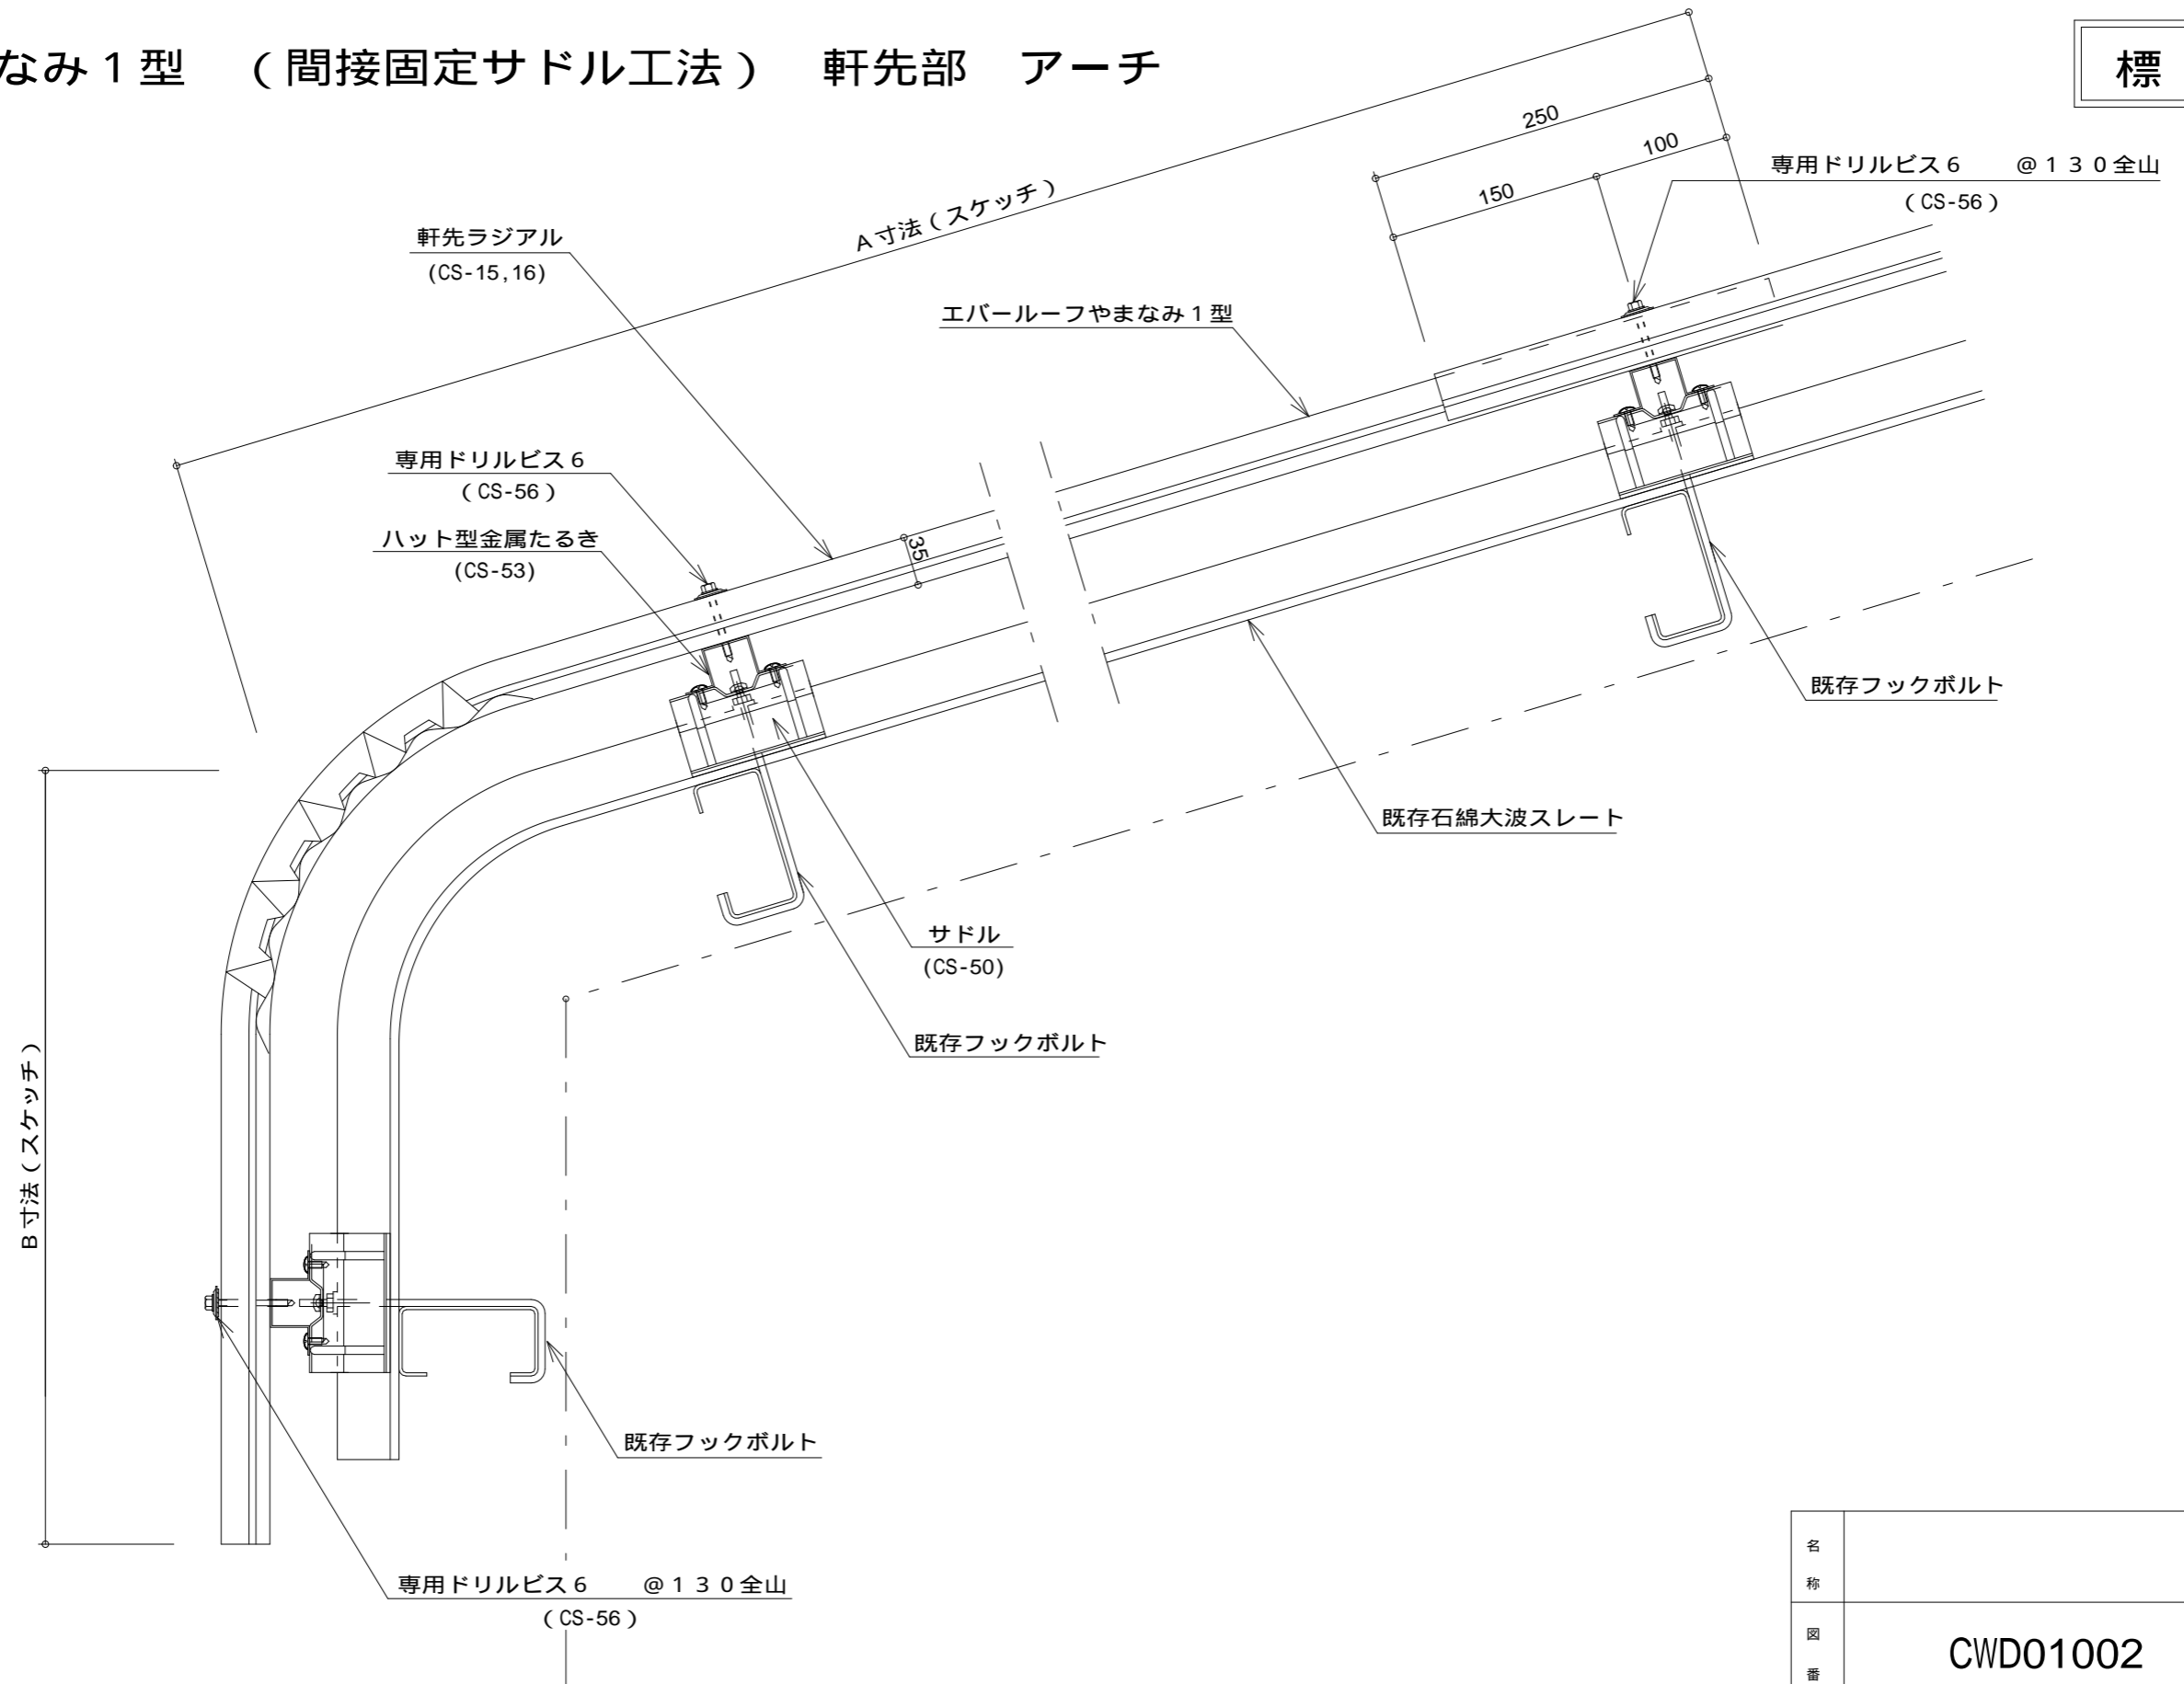 なみ１型　（間接固定サドル工法）　軒先部　アーチ
標
250
100
150
専用ドリルビス６　　＠１３０全山
（CS-56）
A寸法（スケッチ）
軒先ラジアル
(CS-15,16)
エバールーフやまなみ１型
専用ドリルビス６
（CS-56）
ハット型金属たるき
(CS-53)
35
既存フックボルト
既存石綿大波スレート
サドル
(CS-50)
既存フックボルト
B寸法（スケッチ）
既存フックボルト
専用ドリルビス６　　＠１３０全山
（CS-56）
名称
図番
CWD01002